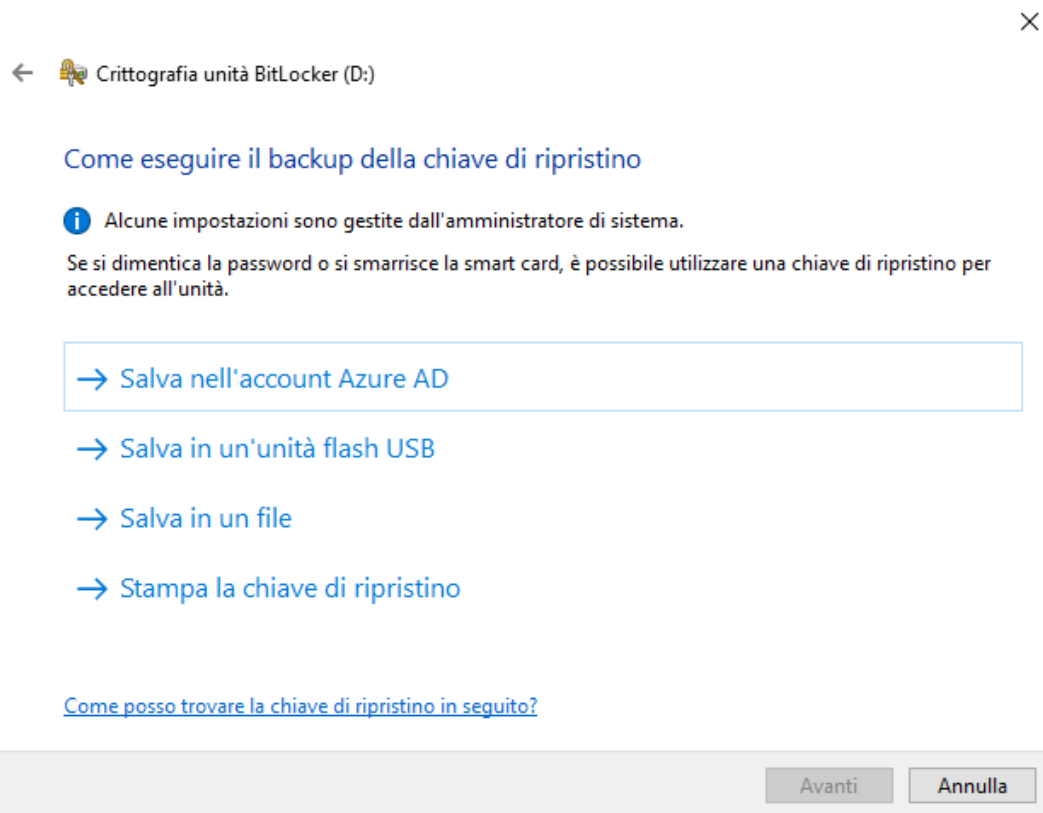 Crittografia unità BitLocker (D:)
Come eseguire il backup della chiave di ripristino
Alcune impostazioni sono gestite dall'amministratore di sistema.
Se si dimentica la password o si smarrisce la smart card, è possibile utilizzare una chiave di ripristino per
accedere all'unità.
Salva nell'account Azure AD
Salva in un'unità flash USB
Salva in un file
Stampa la chiave di ripristino
Come posso trovare la chiave di ripristino in seguito?
Avanti Annulla